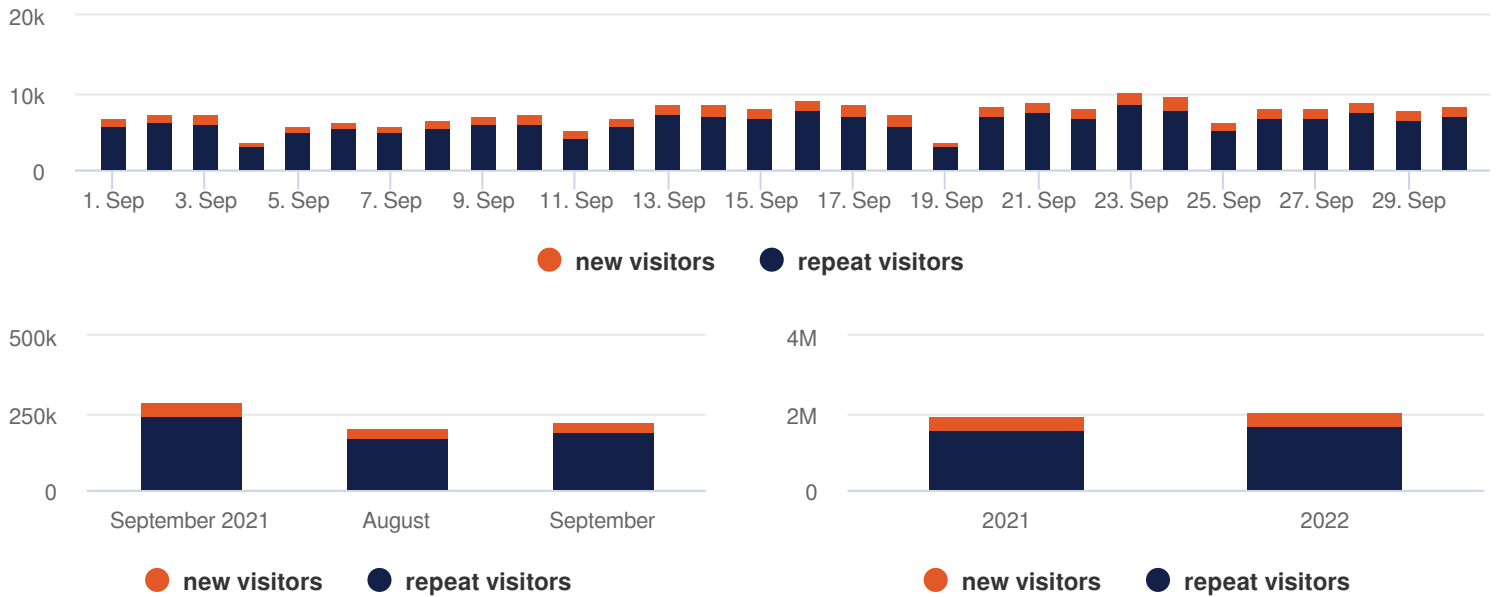 20k
10k
0
1. Sep 3. Sep 5. Sep 7. Sep 9. Sep 11. Sep 13. Sep 15. Sep 17. Sep 19. Sep 21. Sep 23. Sep 25. Sep 27. Sep 29. Sep
new visitors repeat visitors
500k
250k
0
September 2021 August September
new visitors repeat visitors
4M
2M
0
2021 2022
new visitors repeat visitors